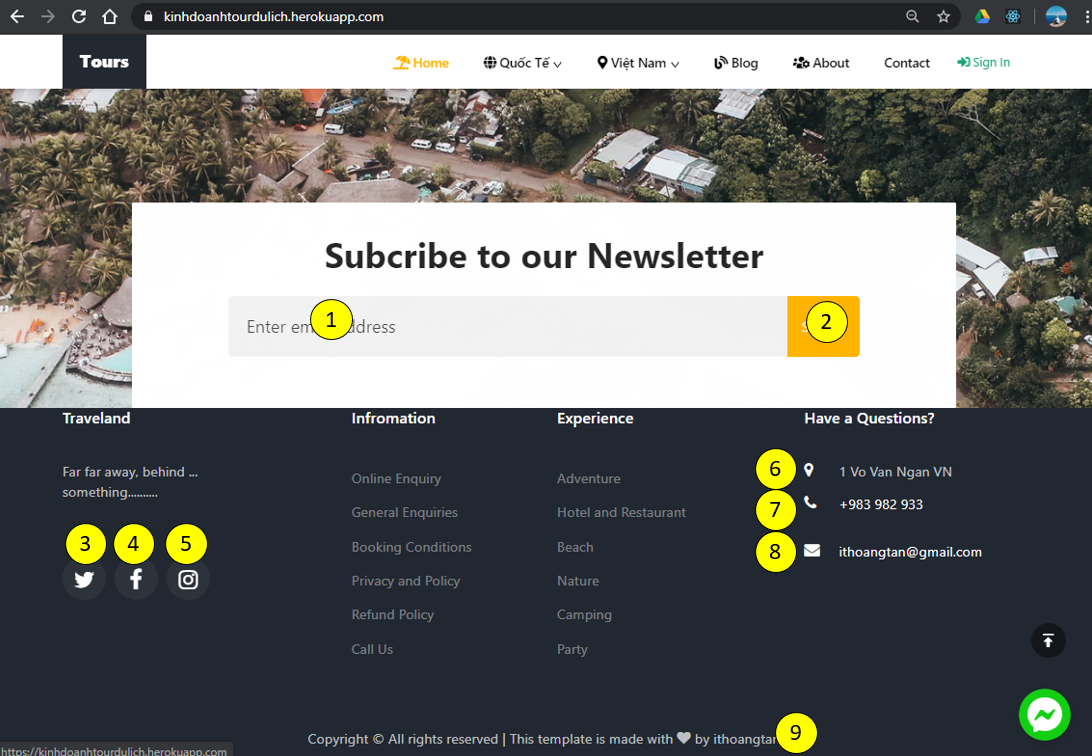 kinhdoanhtourdulich.herokuapp.com
Tours
Home
Quốc Tế
Việt Nam
Blog
About
Contact
Sign In
Subcribe to our Newsletter
Enter
1
2
Traveland
Infromation
Experience
Have a Questions?
Far far away, behind ...
something..........
Online Enquiry
General Enquiries
Booking Conditions
Privacy and Policy
Refund Policy
Call Us
Adventure
Hotel and Restaurant
Beach
Nature
Camping
Party
6
1 Vo Van Ngan VN
7
+983 982 933
8
ithoangtan@gmail.com
3
4
5
Copyright © All rights reserved | This template is made with ♥ by ithoangtan
9
https://kinhdoanhtourdulich.herokuapp.com